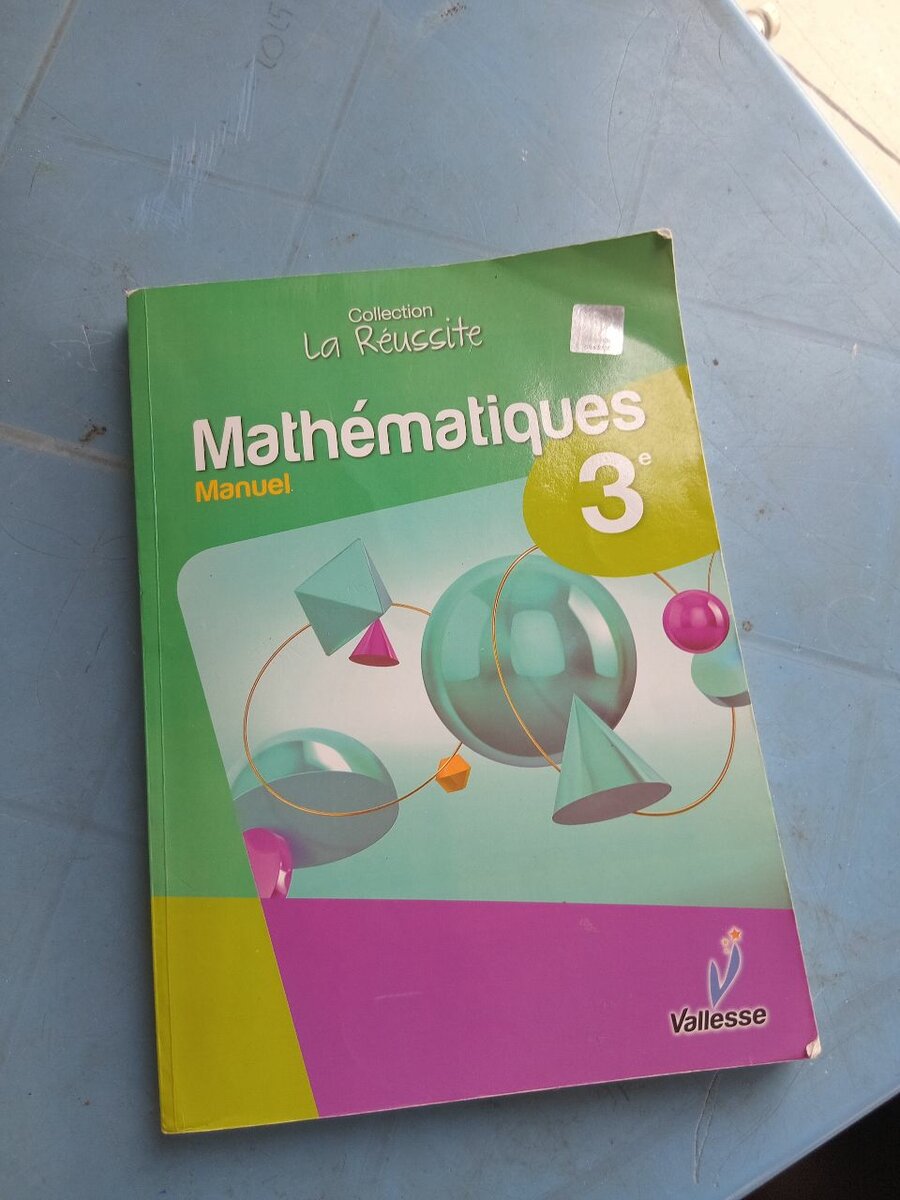 Collection
La Réussite
Mathématiques
Manuel
3e
Vallesse